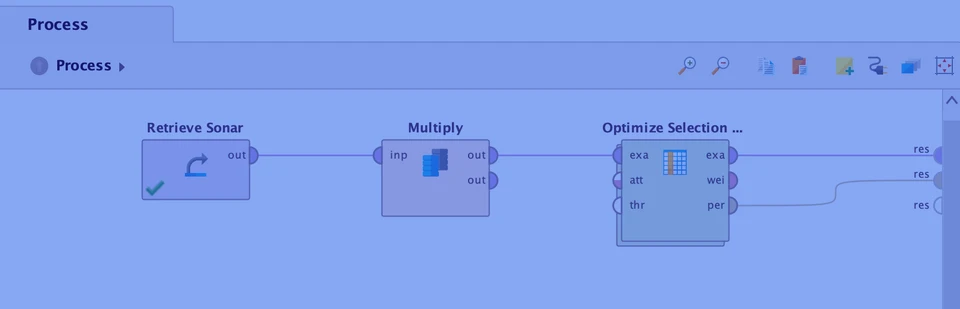 Process
Process
Retrieve Sonar
Multiply
Optimize Selection ...
out
inp
out
out
exa
exa
att
wei
thr
per
res
res
res